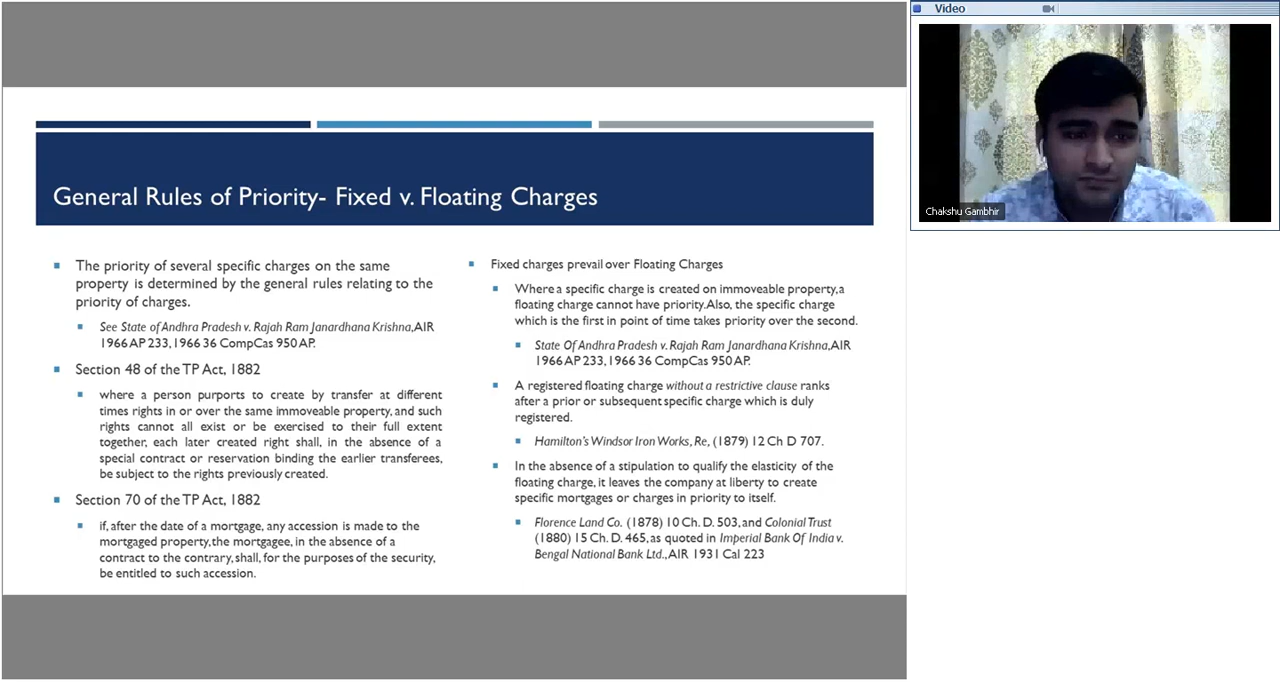 General Rules of Priority- Fixed v. Floating Charges
The priority of several specific charges on the same
property is determined by the general rules relating to the
priority of charges.
See State of Andhra Pradesh v. Rajah Ram Janardhana Krishna, AIR
1966 AP 233, 1966 36 CompCas 950 AP.
Section 48 of the TP Act, 1882
where a person purports to create by transfer at different
times rights in or over the same immoveable property, and such
rights cannot all exist or be exercised to their full extent
together, each later created right shall, in the absence of a
special contract or reservation binding the earlier transferees,
be subject to the rights previously created.
Section 70 of the TP Act, 1882
if, after the date of a mortgage, any accession is made to the
mortgaged property, the mortgagee, in the absence of a
contract to the contrary, shall, for the purposes of the security,
be entitled to such accession.
Fixed charges prevail over Floating Charges
Where a specific charge is created on immoveable property, a
floating charge cannot have priority. Also, the specific charge
which is the first in point of time takes priority over the second.
State Of Andhra Pradesh v. Rajah Ram Janardhana Krishna, AIR
1966 AP 233, 1966 36 CompCas 950 AP.
A registered floating charge without a restrictive clause ranks
after a prior or subsequent specific charge which is duly
registered.
Hamilton's Windsor Iron Works, Re, (1879) 12 Ch D 707.
In the absence of a stipulation to qualify the elasticity of the
floating charge, it leaves the company at liberty to create
specific mortgages or charges in priority to itself.
Florence Land Co. (1878) 10 Ch. D. 503, and Colonial Trust
(1880) 15 Ch. D. 465, as quoted in Imperial Bank Of India v.
Bengal National Bank Ltd., AIR 1931 Cal 223
Video
Chakshu Gambhir